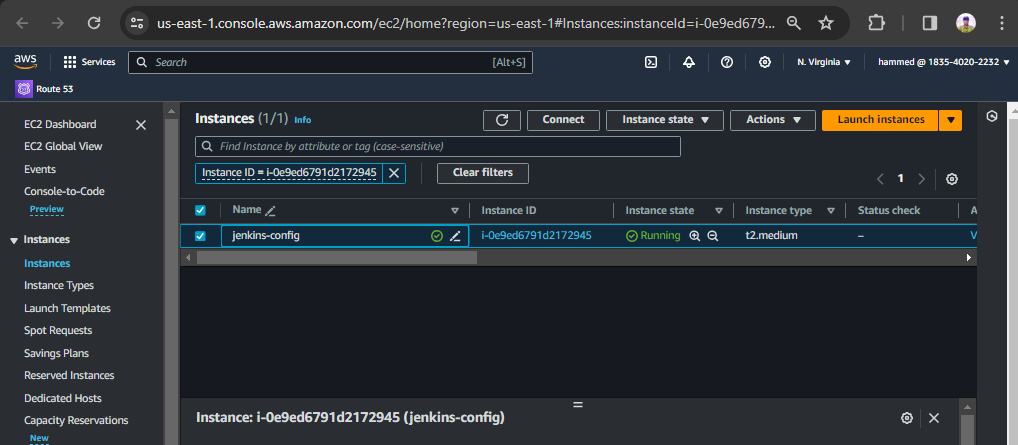 us-east-1.console.aws.amazon.com/ec2/home?region=us-east-1#Instances:instanceId=i-0e9ed679...
aws Services Search [Alt+S] N. Virginia hammed @ 1835-4020-2232
Route 53
EC2 Dashboard
EC2 Global View
Events
Console-to-Code
Preview
Instances
Instances
Instance Types
Launch Templates
Spot Requests
Savings Plans
Reserved Instances
Dedicated Hosts
Capacity Reservations
New
Instances (1/1) Info Connect Instance state Actions Launch instances
Find Instance by attribute or tag (case-sensitive)
Instance ID = i-0e9ed6791d2172945 Clear filters
1
Name Instance ID Instance state Instance type Status check A
jenkins-config i-0e9ed6791d2172945 Running t2.medium – V
Instance: i-0e9ed6791d2172945 (jenkins-config)